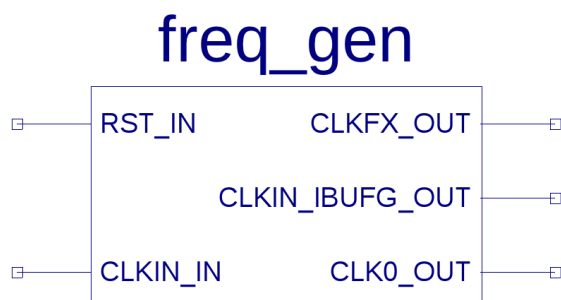 freq_gen
RST_IN CLKFX_OUT
CLKIN_IBUFG_OUT
CLKIN_IN CLK0_OUT